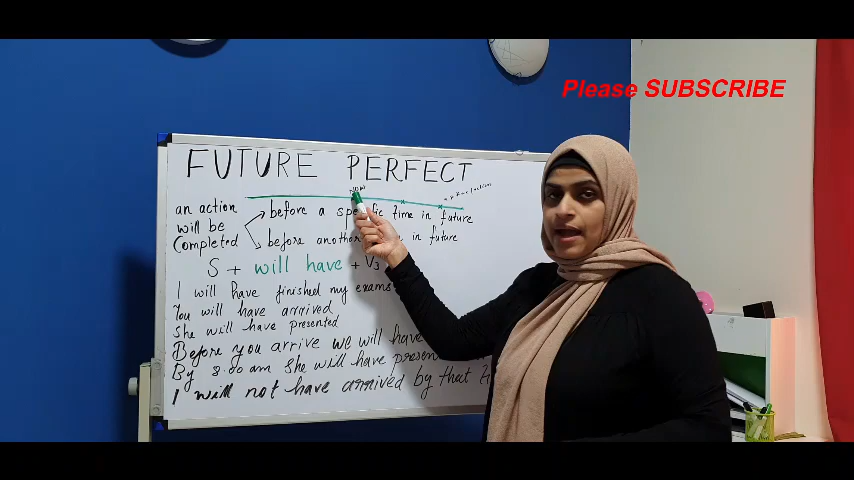 Please SUBSCRIBE
FUTURE PERFECT
now
an action
will be
completed
before a specific time in future
before another in future
S + will have + V3
I will have finished my exams
You will have arrived
She will have presented
Before you arrive we will have
By 8:00 am She will have presen
I will not have arrived by that